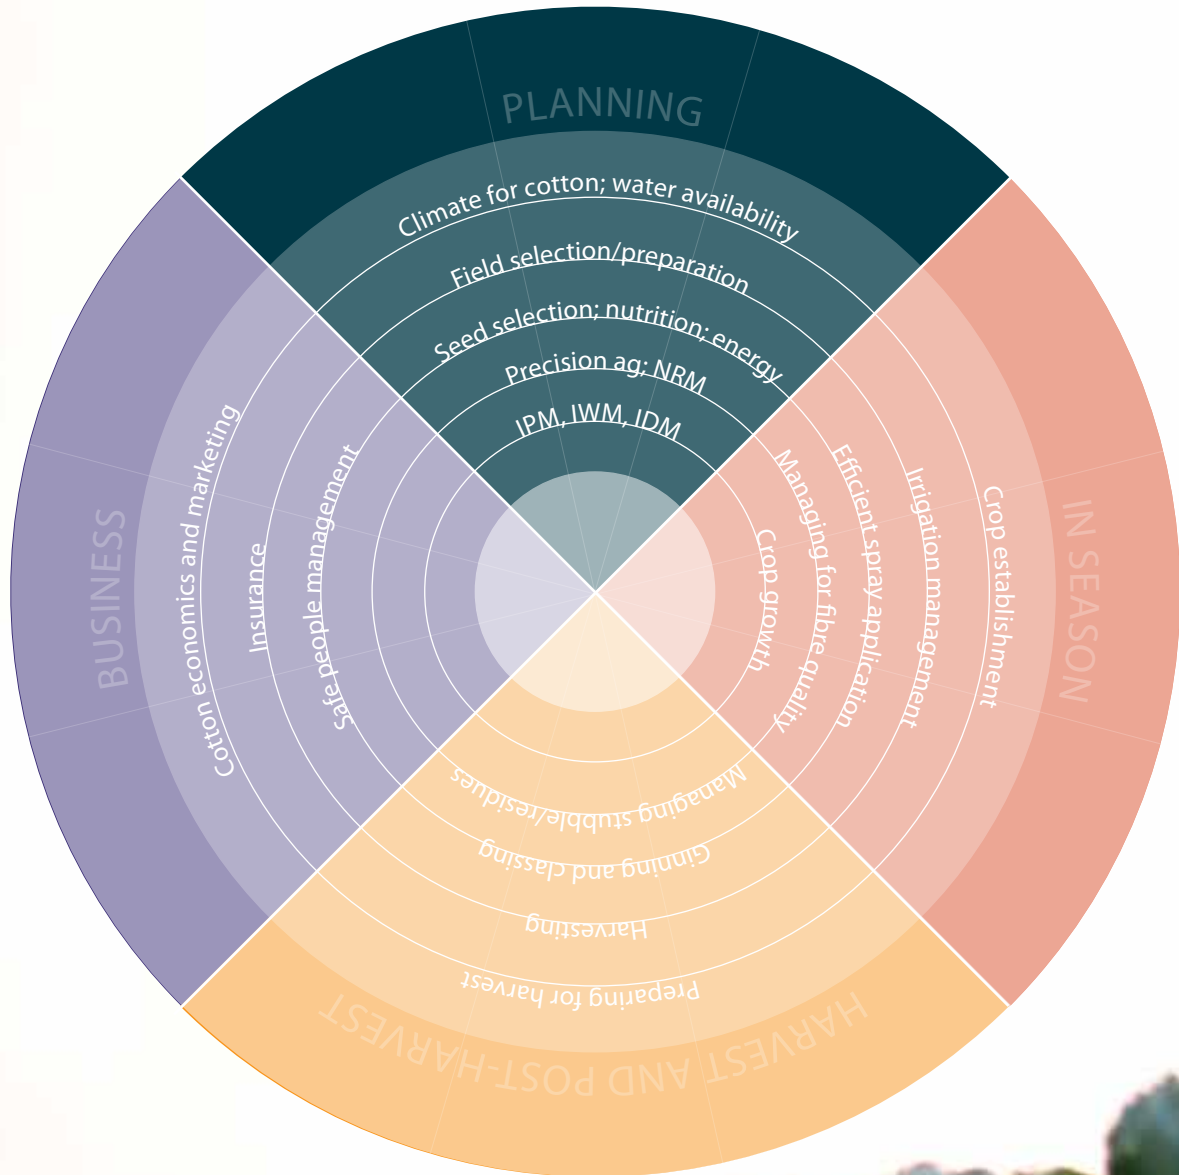 PLANNING
Climate for cotton; water availability
Field selection/preparation
Seed selection; nutrition; energy
Precision ag; NRM
IPM, IWM, IDM
IN SEASON
Crop establishment
Irrigation management
Efficient spray application
Managing for fibre quality
Crop growth
HARVEST AND POST-HARVEST
Preparing for harvest
Harvesting
Ginning and classing
Managing stubble/residues
BUSINESS
Cotton economics and marketing
Insurance
Safe people management